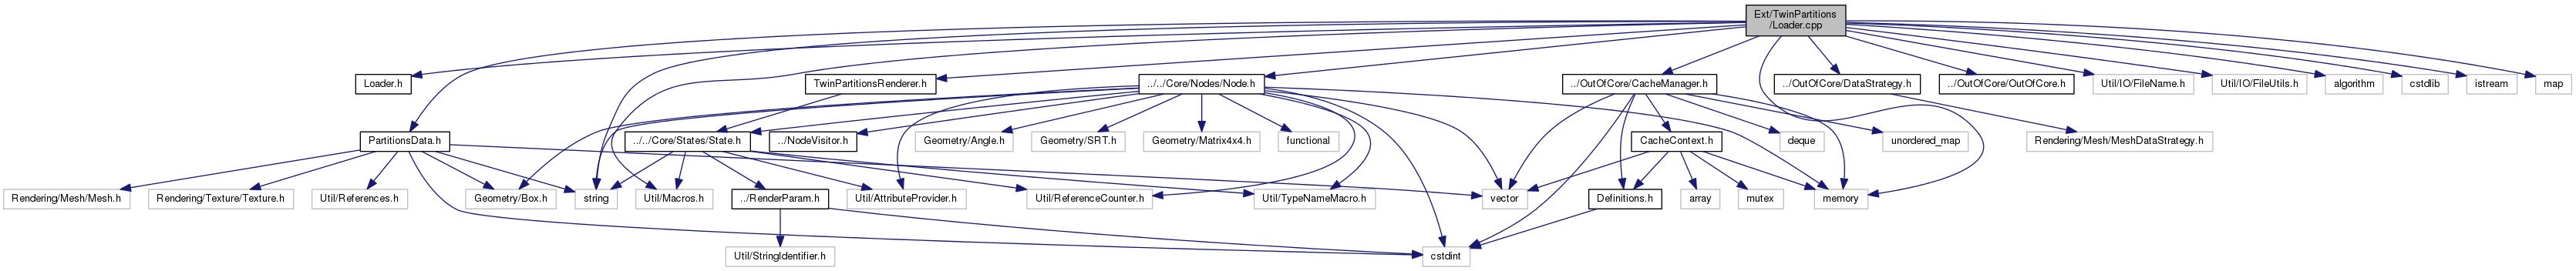 Ext/TwinPartitions
/Loader.cpp
Loader.h
TwinPartitionsRenderer.h
../../Core/Nodes/Node.h
../OutOfCore/CacheManager.h
../OutOfCore/DataStrategy.h
../OutOfCore/OutOfCore.h
Util/IO/FileName.h
Util/IO/FileUtils.h
algorithm
cstdlib
istream
map
PartitionsData.h
../../Core/States/State.h
../NodeVisitor.h
Geometry/Angle.h
Geometry/SRT.h
Geometry/Matrix4x4.h
functional
CacheContext.h
deque
unordered_map
Rendering/Mesh/MeshDataStrategy.h
Rendering/Mesh/Mesh.h
Rendering/Texture/Texture.h
Util/References.h
Geometry/Box.h
string
Util/Macros.h
../RenderParam.h
Util/AttributeProvider.h
Util/ReferenceCounter.h
Util/TypeNameMacro.h
vector
Definitions.h
array
mutex
memory
Util/StringIdentifier.h
cstdint